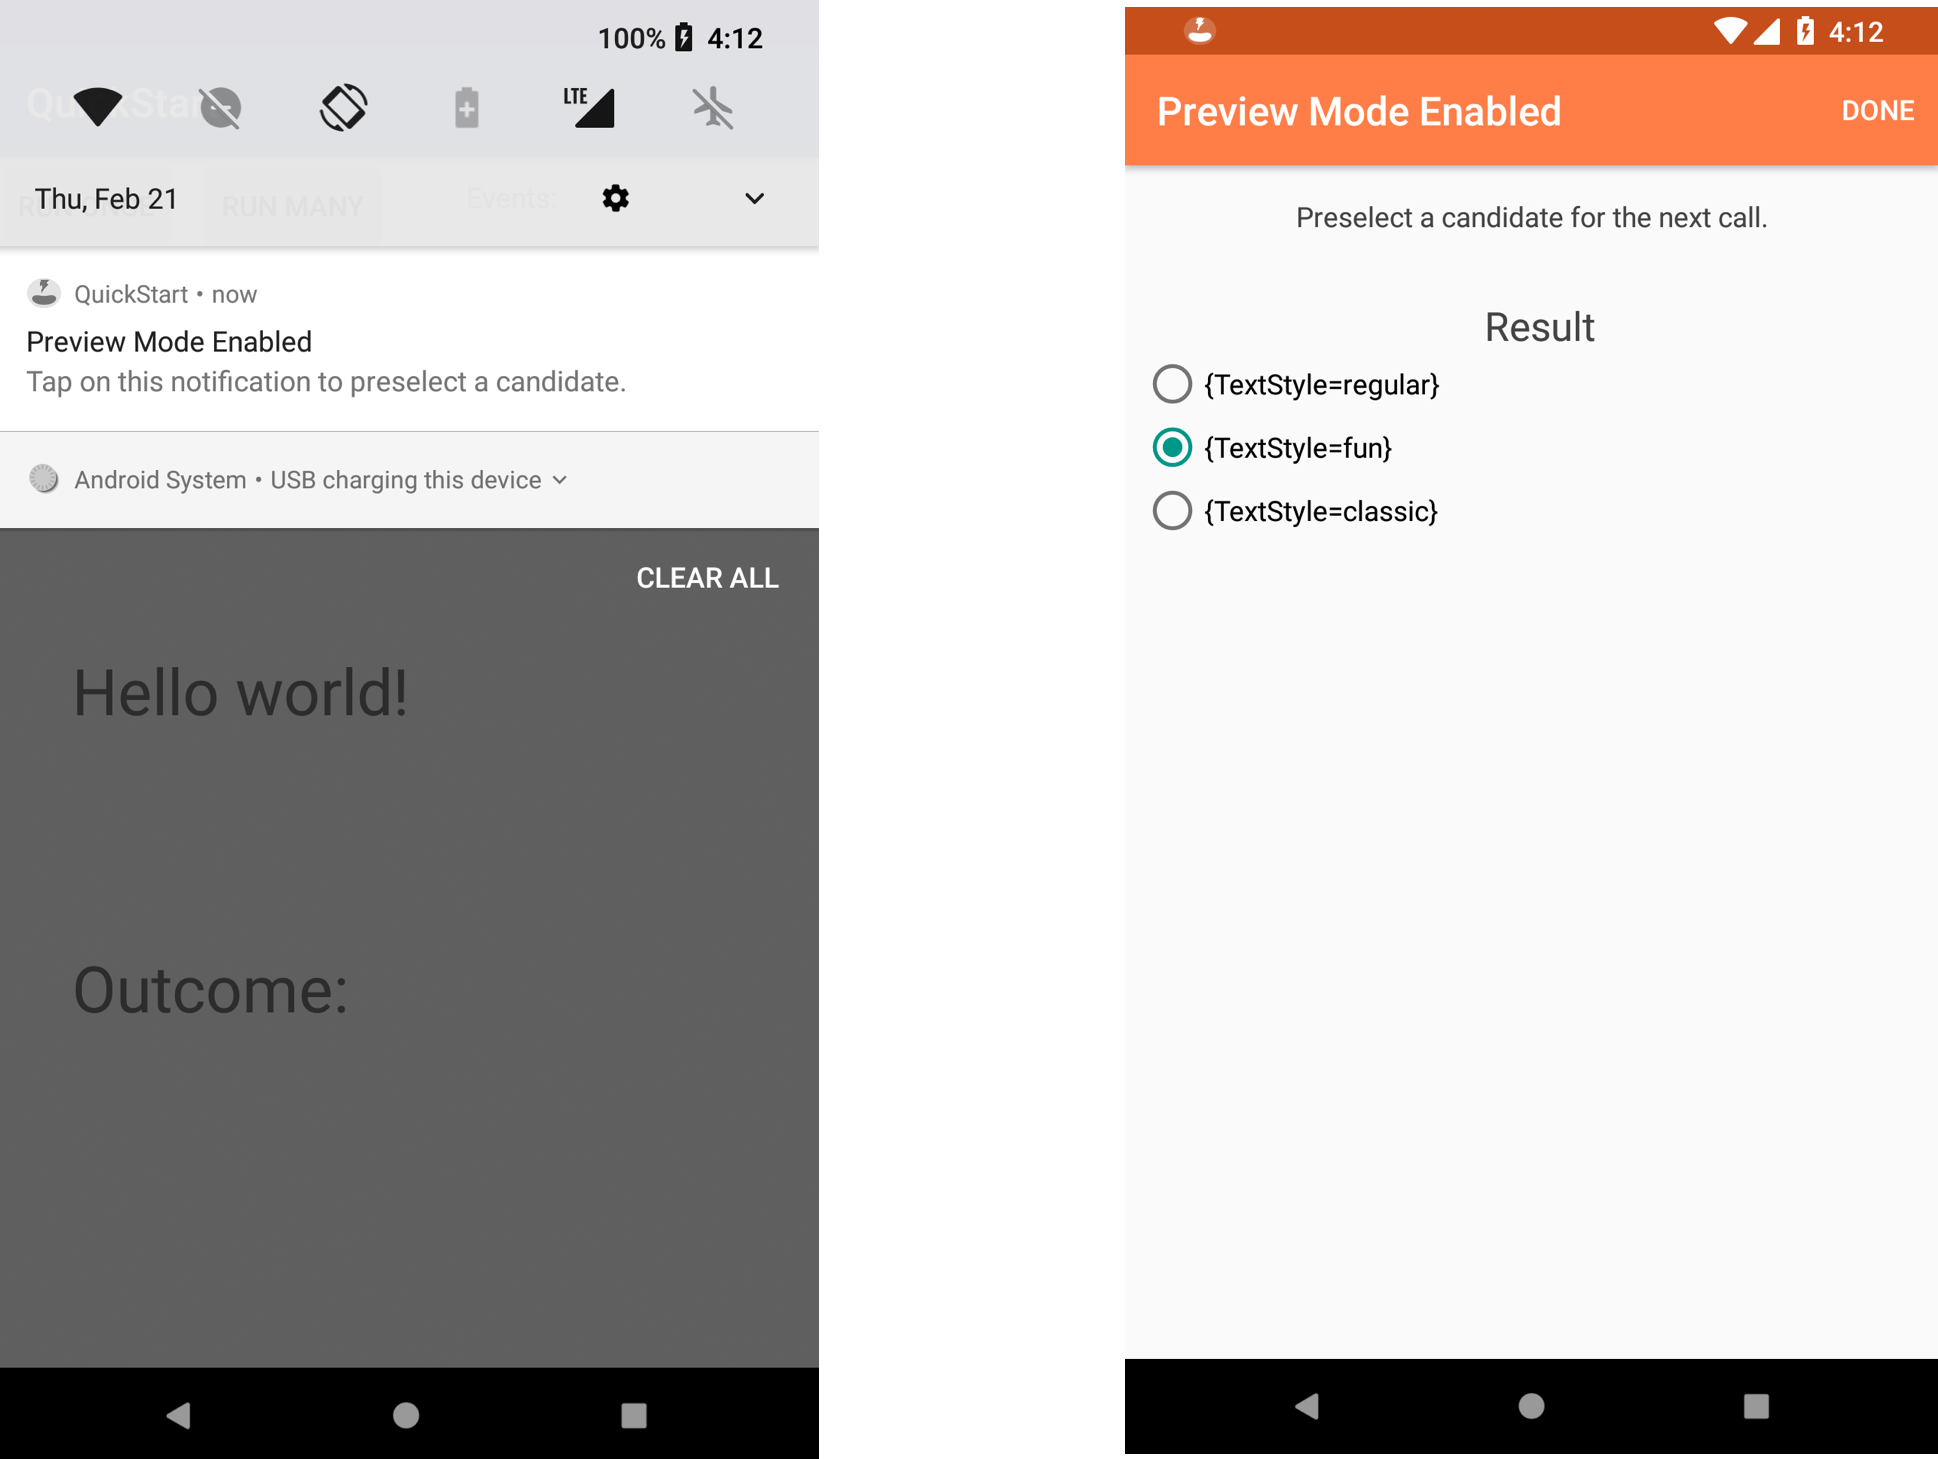 100% 4:12
QuickStart
LTE
Thu, Feb 21
RUN MANY
Events:
QuickStart • now
Preview Mode Enabled
Tap on this notification to preselect a candidate.
Android System • USB charging this device
CLEAR ALL
Hello world!
Outcome:
4:12
Preview Mode Enabled
DONE
Preselect a candidate for the next call.
Result
{TextStyle=regular}
{TextStyle=fun}
{TextStyle=classic}